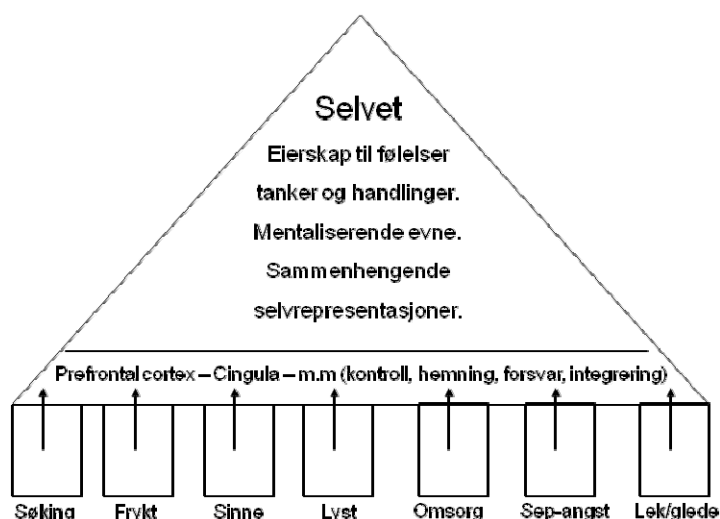 Selvet
Eierskap til følelser
tanker og handlinger.
Mentaliserende evne.
Sammenhengende
selvrepresentasjoner.
Prefrontal cortex – Cingula – m.m (kontroll, hemning, forsvar, integrering)
Søking Frykt Sinne Lyst Omsorg Sep-angst Lek/glede